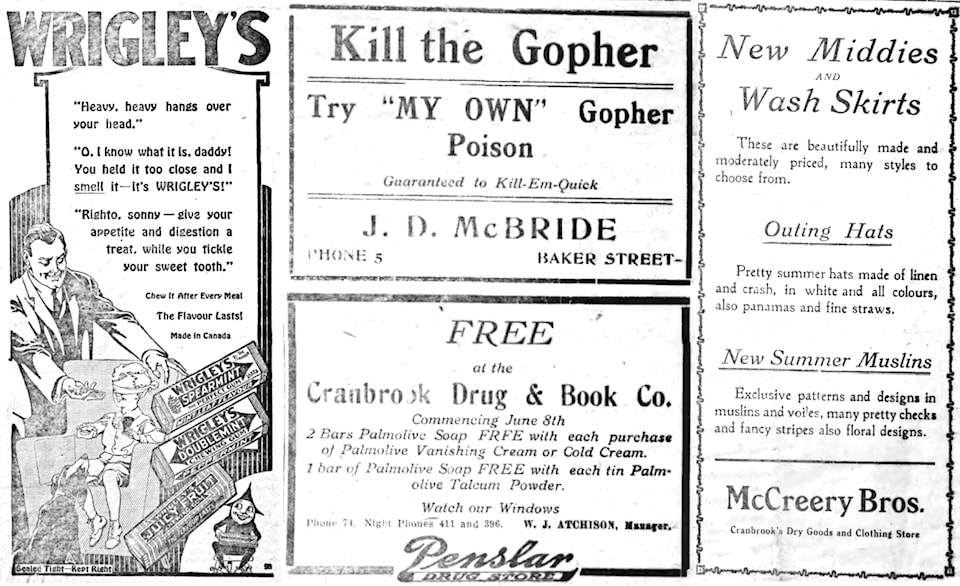 WRIGLEY'S
"Heavy, heavy hangs over
your head."
"O, I know what it is, daddy!
You held it too close and I
smell it—it's WRIGLEY'S!"
"Righto, sonny — give your
appetite and digestion a
treat, while you tickle
your sweet tooth."
Chew It After Every Meal
The Flavour Lasts!
Made in Canada
WRIGLEY'S
SPEARMINT
WRIGLEY'S
DOUBLEMINT
JUICY FRUIT
Sealed Tight—Kept Right
Kill the Gopher
Try "MY OWN" Gopher
Poison
Guaranteed to Kill-Em-Quick
J. D. McBRIDE
PHONE 5 BAKER STREET
FREE
at the
Cranbrook Drug & Book Co.
Commencing June 8th
2 Bars Palmolive Soap FREE with each purchase
of Palmolive Vanishing Cream or Cold Cream.
1 bar of Palmolive Soap FREE with each tin Palm-
olive Talcum Powder.
Watch our Windows
Phone 74. Night Phones 411 and 396. W. J. ATCHISON, Manager.
Penslar
DRUG STORE
New Middies
AND
Wash Skirts
These are beautifully made and
moderately priced, many styles to
choose from.
Outing Hats
Pretty summer hats made of linen
and crash, in white and all colours,
also panamas and fine straws.
New Summer Muslins
Exclusive patterns and designs in
muslins and voiles, many pretty checks
and fancy stripes also floral designs.
McCreery Bros.
Cranbrook's Dry Goods and Clothing Store